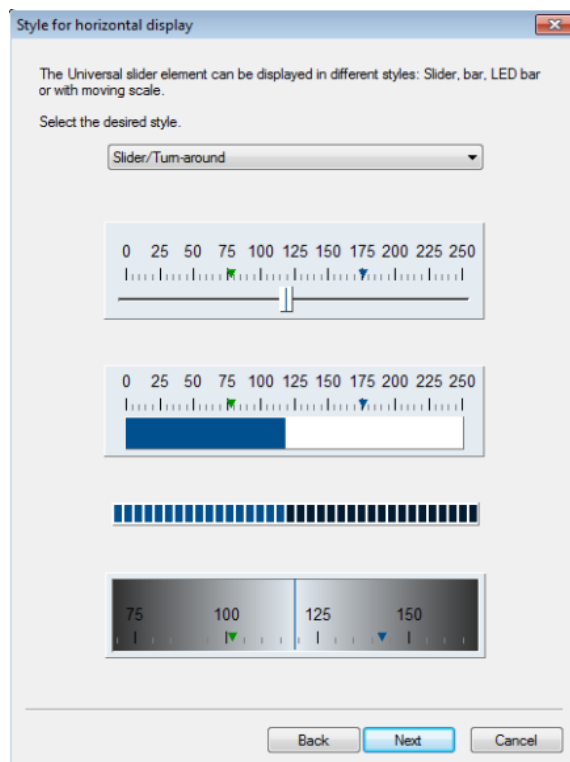 Style for horizontal display
The Universal slider element can be displayed in different styles: Slider, bar, LED bar
or with moving scale.
Select the desired style.
Slider/Turn-around
0 25 50 75 100 125 150 175 200 225 250
0 25 50 75 100 125 150 175 200 225 250
75 100 125 150
Back Next Cancel